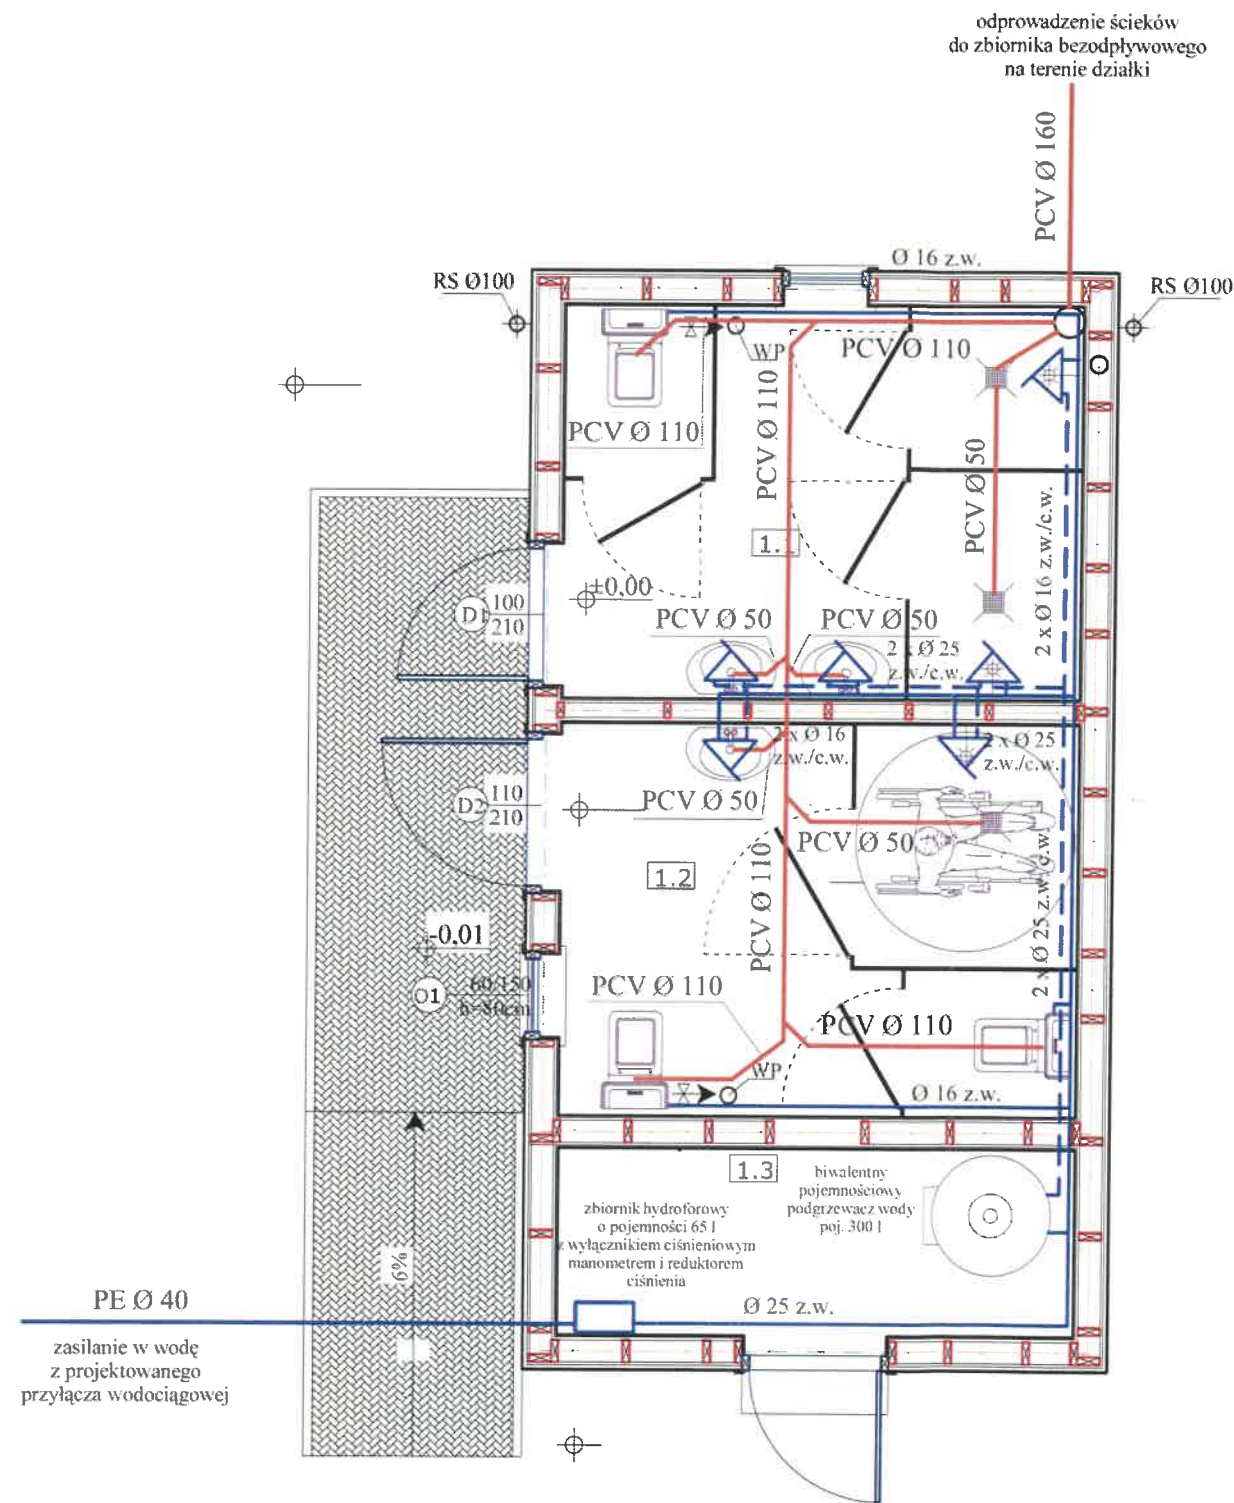 odprowadzenie ścieków
do zbiornika bezodpływowego
na terenie działki
PCV Ø 160
Ø 16 z.w.
RS Ø100
RS Ø100
WP
PCV Ø 110
PCV Ø 110
PCV Ø 110
PCV Ø 50
2 x Ø 16 z.w./c.w.
1.1
±0,00
D1
100
210
PCV Ø 50
PCV Ø 50
2 x Ø 25
z.w./c.w.
2 x Ø 16
z.w./c.w.
2 x Ø 25
z.w./c.w.
D2
110
210
PCV Ø 50
PCV Ø 50
1.2
PCV Ø 110
2 x Ø 25 z.w. c.w.
-0,01
O1
60/150
h=80cm
PCV Ø 110
PCV Ø 110
WP
Ø 16 z.w.
1.3
biwalentny
pojemnościowy
podgrzewacz wody
poj. 300 l
zbiornik hydroforowy
o pojemności 65 l
z wyłącznikiem ciśnieniowym
manometrem i reduktorem
ciśnienia
6%
PE Ø 40
Ø 25 z.w.
zasilanie w wodę
z projektowanego
przyłącza wodociągowej